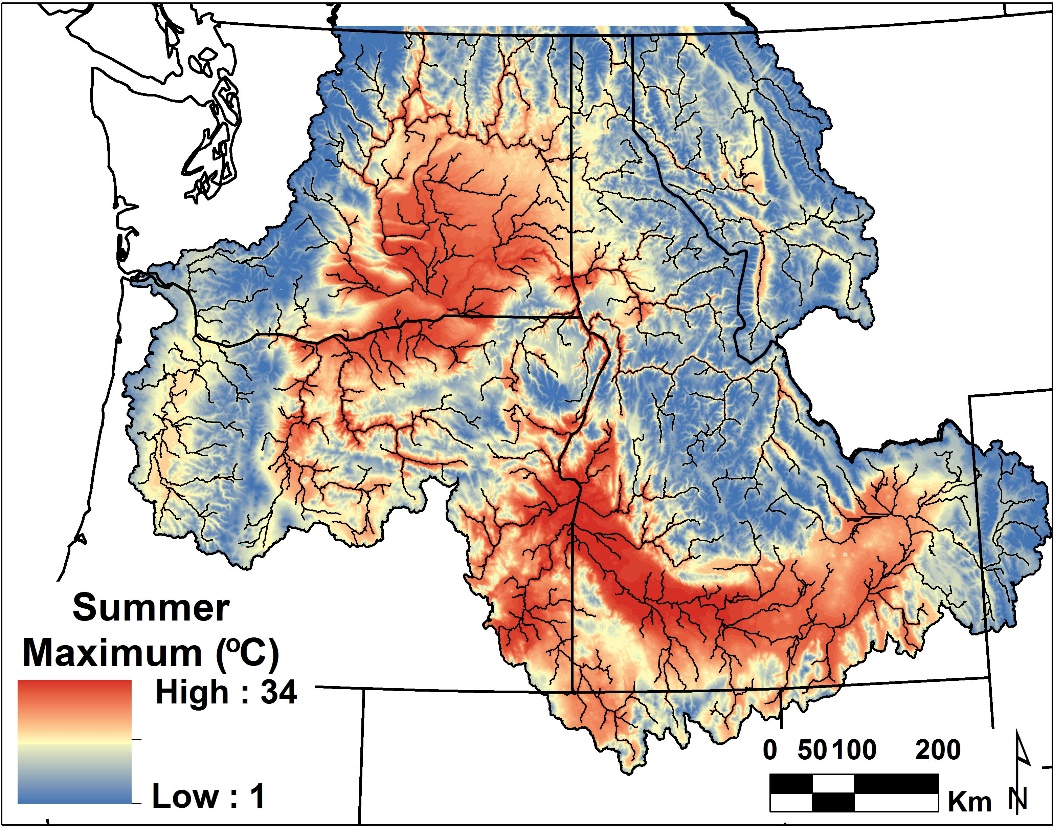 Summer
Maximum (ºC)
High : 34
Low : 1
0 50 100 200
Km
N